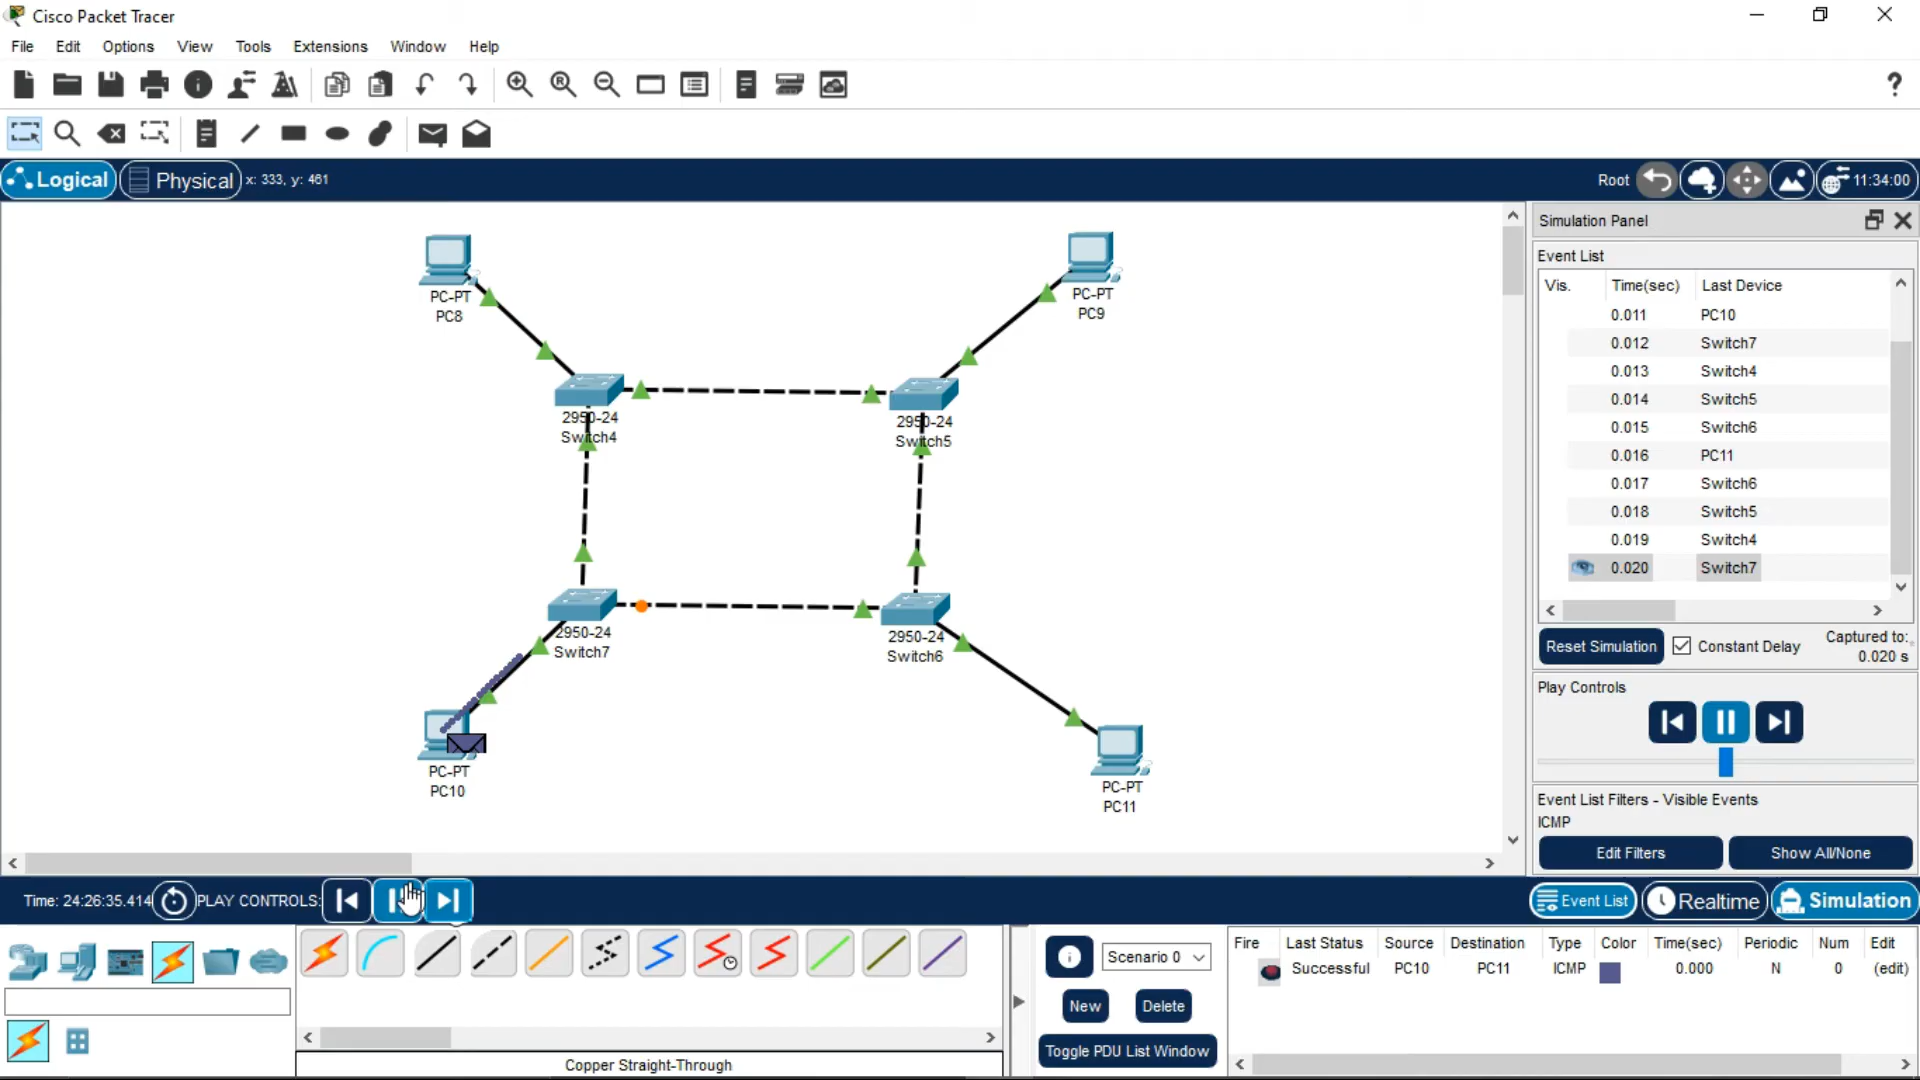 Cisco Packet Tracer
File Edit Options View Tools Extensions Window Help
Logical Physical x: 333, y: 461 Root 11:34:00
PC-PT
PC8
PC-PT
PC9
2950-24
Switch4
2950-24
Switch5
2950-24
Switch7
2950-24
Switch6
PC-PT
PC10
PC-PT
PC11
Simulation Panel
Event List
Vis. Time(sec) Last Device
0.011 PC10
0.012 Switch7
0.013 Switch4
0.014 Switch5
0.015 Switch6
0.016 PC11
0.017 Switch6
0.018 Switch5
0.019 Switch4
0.020 Switch7
Reset Simulation Constant Delay Captured to:
0.020 s
Play Controls
Event List Filters - Visible Events
ICMP
Edit Filters Show All/None
Time: 24:26:35.414 PLAY CONTROLS: Event List Realtime Simulation
Scenario 0
New Delete
Toggle PDU List Window
Fire Last Status Source Destination Type Color Time(sec) Periodic Num Edit
Successful PC10 PC11 ICMP 0.000 N 0 (edit)
Copper Straight-Through